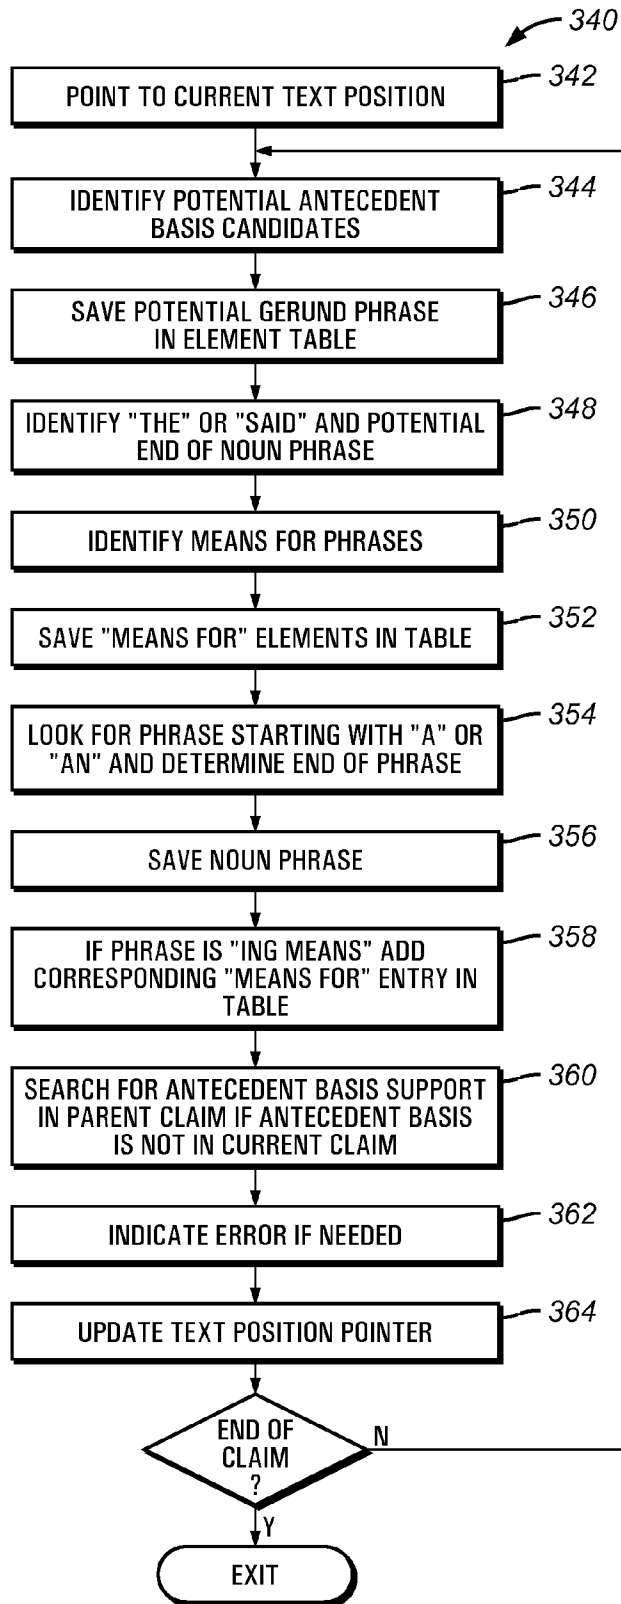 340
POINT TO CURRENT TEXT POSITION
342
IDENTIFY POTENTIAL ANTECEDENT
BASIS CANDIDATES
344
SAVE POTENTIAL GERUND PHRASE
IN ELEMENT TABLE
346
IDENTIFY "THE" OR "SAID" AND POTENTIAL
END OF NOUN PHRASE
348
IDENTIFY MEANS FOR PHRASES
350
SAVE "MEANS FOR" ELEMENTS IN TABLE
352
LOOK FOR PHRASE STARTING WITH "A" OR
"AN" AND DETERMINE END OF PHRASE
354
SAVE NOUN PHRASE
356
IF PHRASE IS "ING MEANS" ADD
CORRESPONDING "MEANS FOR" ENTRY IN
TABLE
358
SEARCH FOR ANTECEDENT BASIS SUPPORT
IN PARENT CLAIM IF ANTECEDENT BASIS
IS NOT IN CURRENT CLAIM
360
INDICATE ERROR IF NEEDED
362
UPDATE TEXT POSITION POINTER
364
END OF
CLAIM
?
N
Y
EXIT